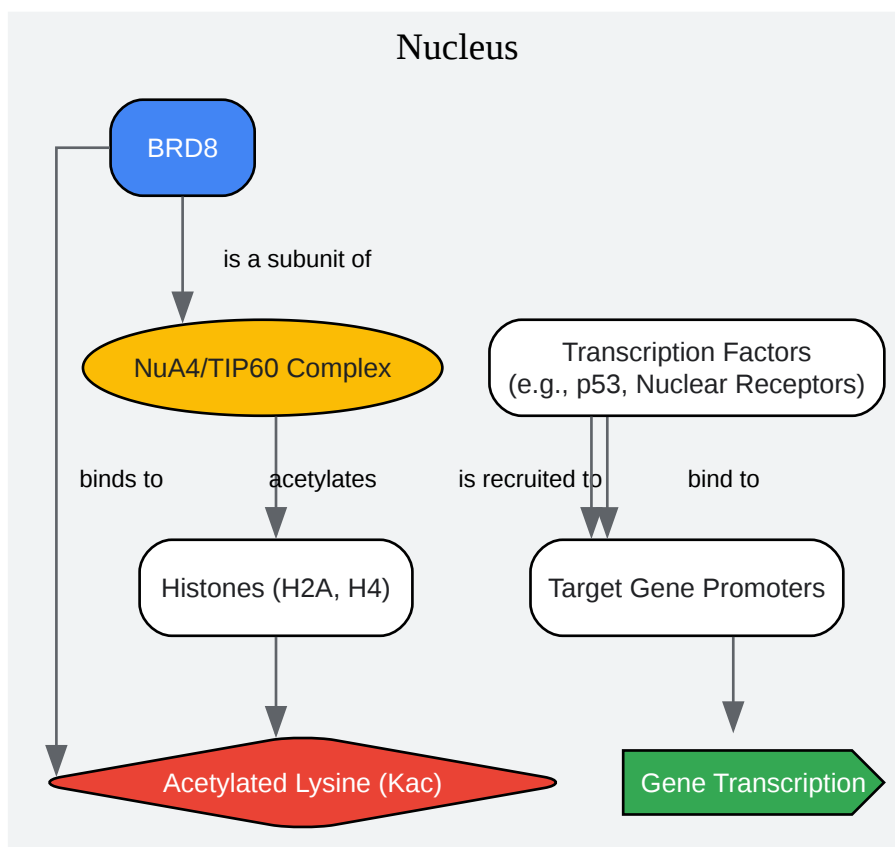 Nucleus
BRD8
is a subunit of
NuA4/TIP60 Complex
Transcription Factors
(e.g., p53, Nuclear Receptors)
binds to
acetylates
is recruited to
bind to
Histones (H2A, H4)
Target Gene Promoters
Acetylated Lysine (Kac)
Gene Transcription